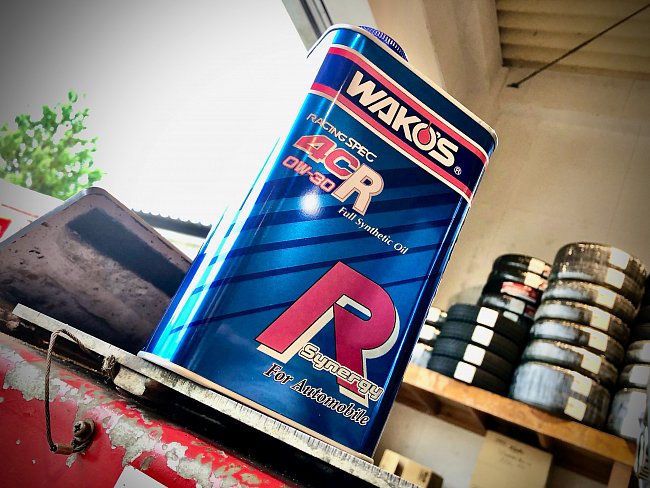 WAKO'S
®
RACING SPEC
4CR
0W-30
Full Synthetic Oil
R
Synergy
For Automobile